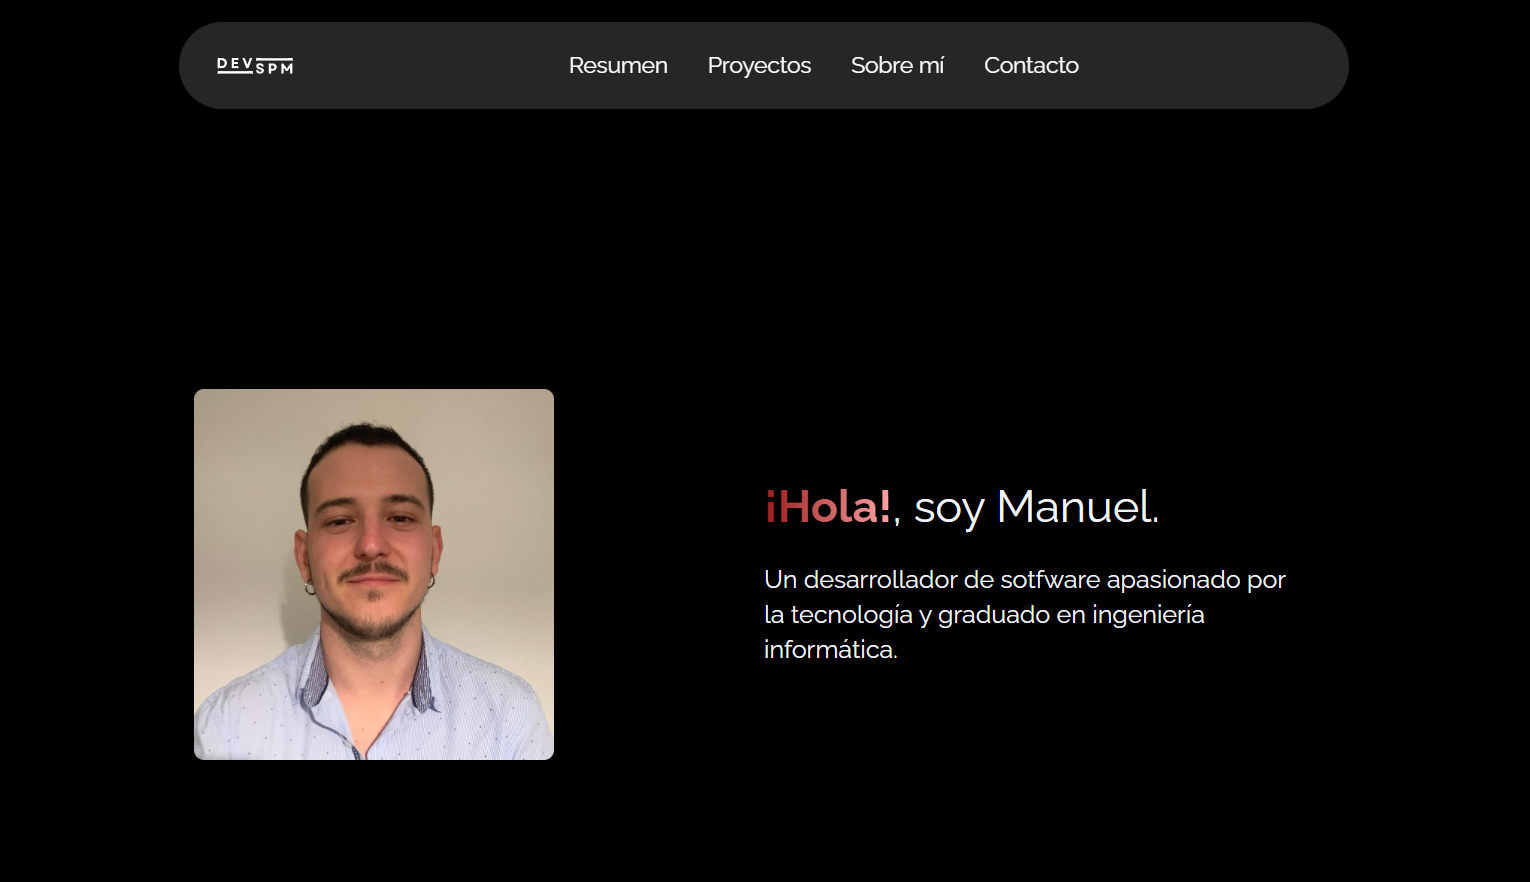 DEV
SPM
Resumen Proyectos Sobre mí Contacto
¡Hola!, soy Manuel.
Un desarrollador de sotfware apasionado por
la tecnología y graduado en ingeniería
informática.